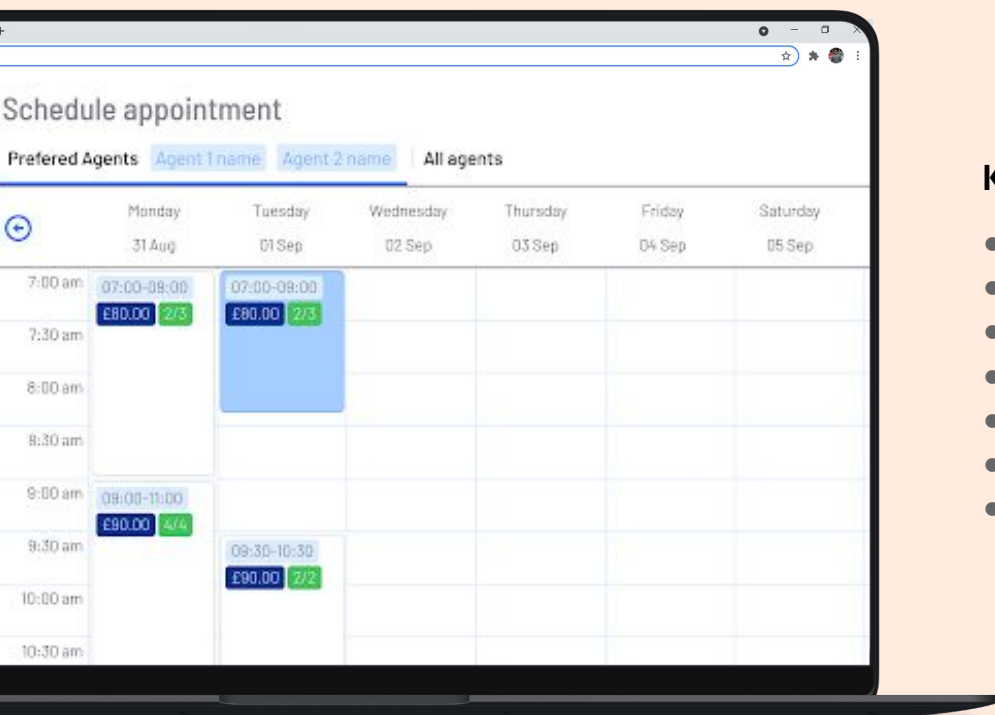 Schedule appointment
Prefered Agents Agent 1 name Agent 2 name All agents
Monday Tuesday Wednesday Thursday Friday Saturday
31 Aug 01 Sep 02 Sep 03 Sep 04 Sep 05 Sep
7:00 am 07:00-09:00 07:00-09:00
£80.00 2/3 £80.00 2/3
7:30 am
8:00 am
8:30 am
9:00 am 09:00-11:00
£90.00 4/4
9:30 am 09:30-10:30
£90.00 2/2
10:00 am
10:30 am